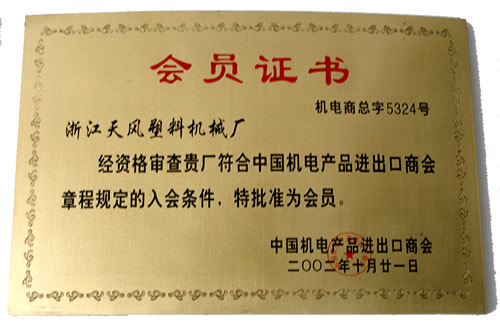 会员证书
机电商总字5324号
浙江天风塑料机械厂
经资格审查贵厂符合中国机电产品进出口商会
章程规定的入会条件，特批准为会员。
中国机电产品进出口商会
二〇〇二年十月廿一日